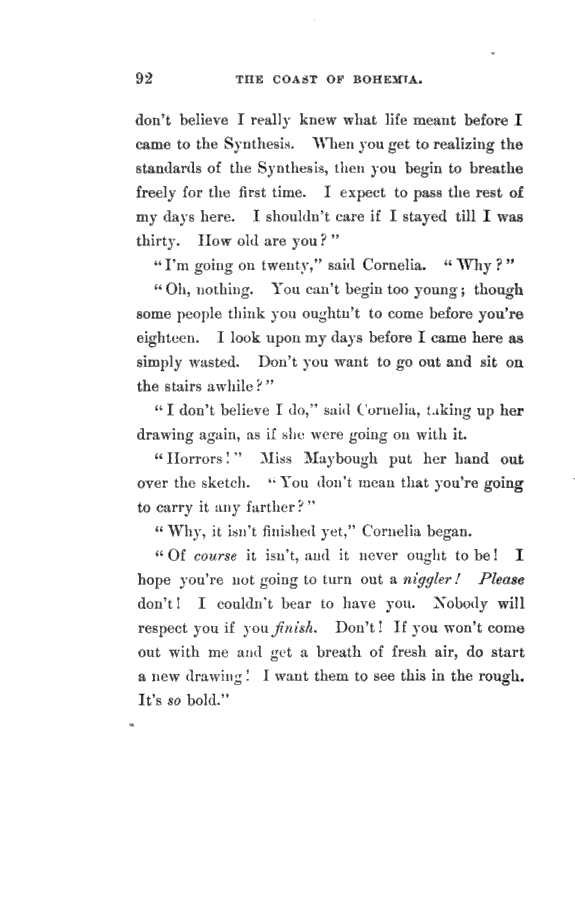 92 THE COAST OF BOHEMIA.
don't believe I really knew what life meant before I
came to the Synthesis. When you get to realizing the
standards of the Synthesis, then you begin to breathe
freely for the first time. I expect to pass the rest of
my days here. I shouldn't care if I stayed till I was
thirty. How old are you?"
"I'm going on twenty," said Cornelia. "Why?"
"Oh, nothing. You can't begin too young; though
some people think you oughtn't to come before you're
eighteen. I look upon my days before I came here as
simply wasted. Don't you want to go out and sit on
the stairs awhile?"
"I don't believe I do," said Cornelia, taking up her
drawing again, as if she were going on with it.
"Horrors!" Miss Maybough put her hand out
over the sketch. "You don't mean that you're going
to carry it any farther?"
"Why, it isn't finished yet," Cornelia began.
"Of course it isn't, and it never ought to be! I
hope you're not going to turn out a niggler! Please
don't! I couldn't bear to have you. Nobody will
respect you if you finish. Don't! If you won't come
out with me and get a breath of fresh air, do start
a new drawing! I want them to see this in the rough.
It's so bold."